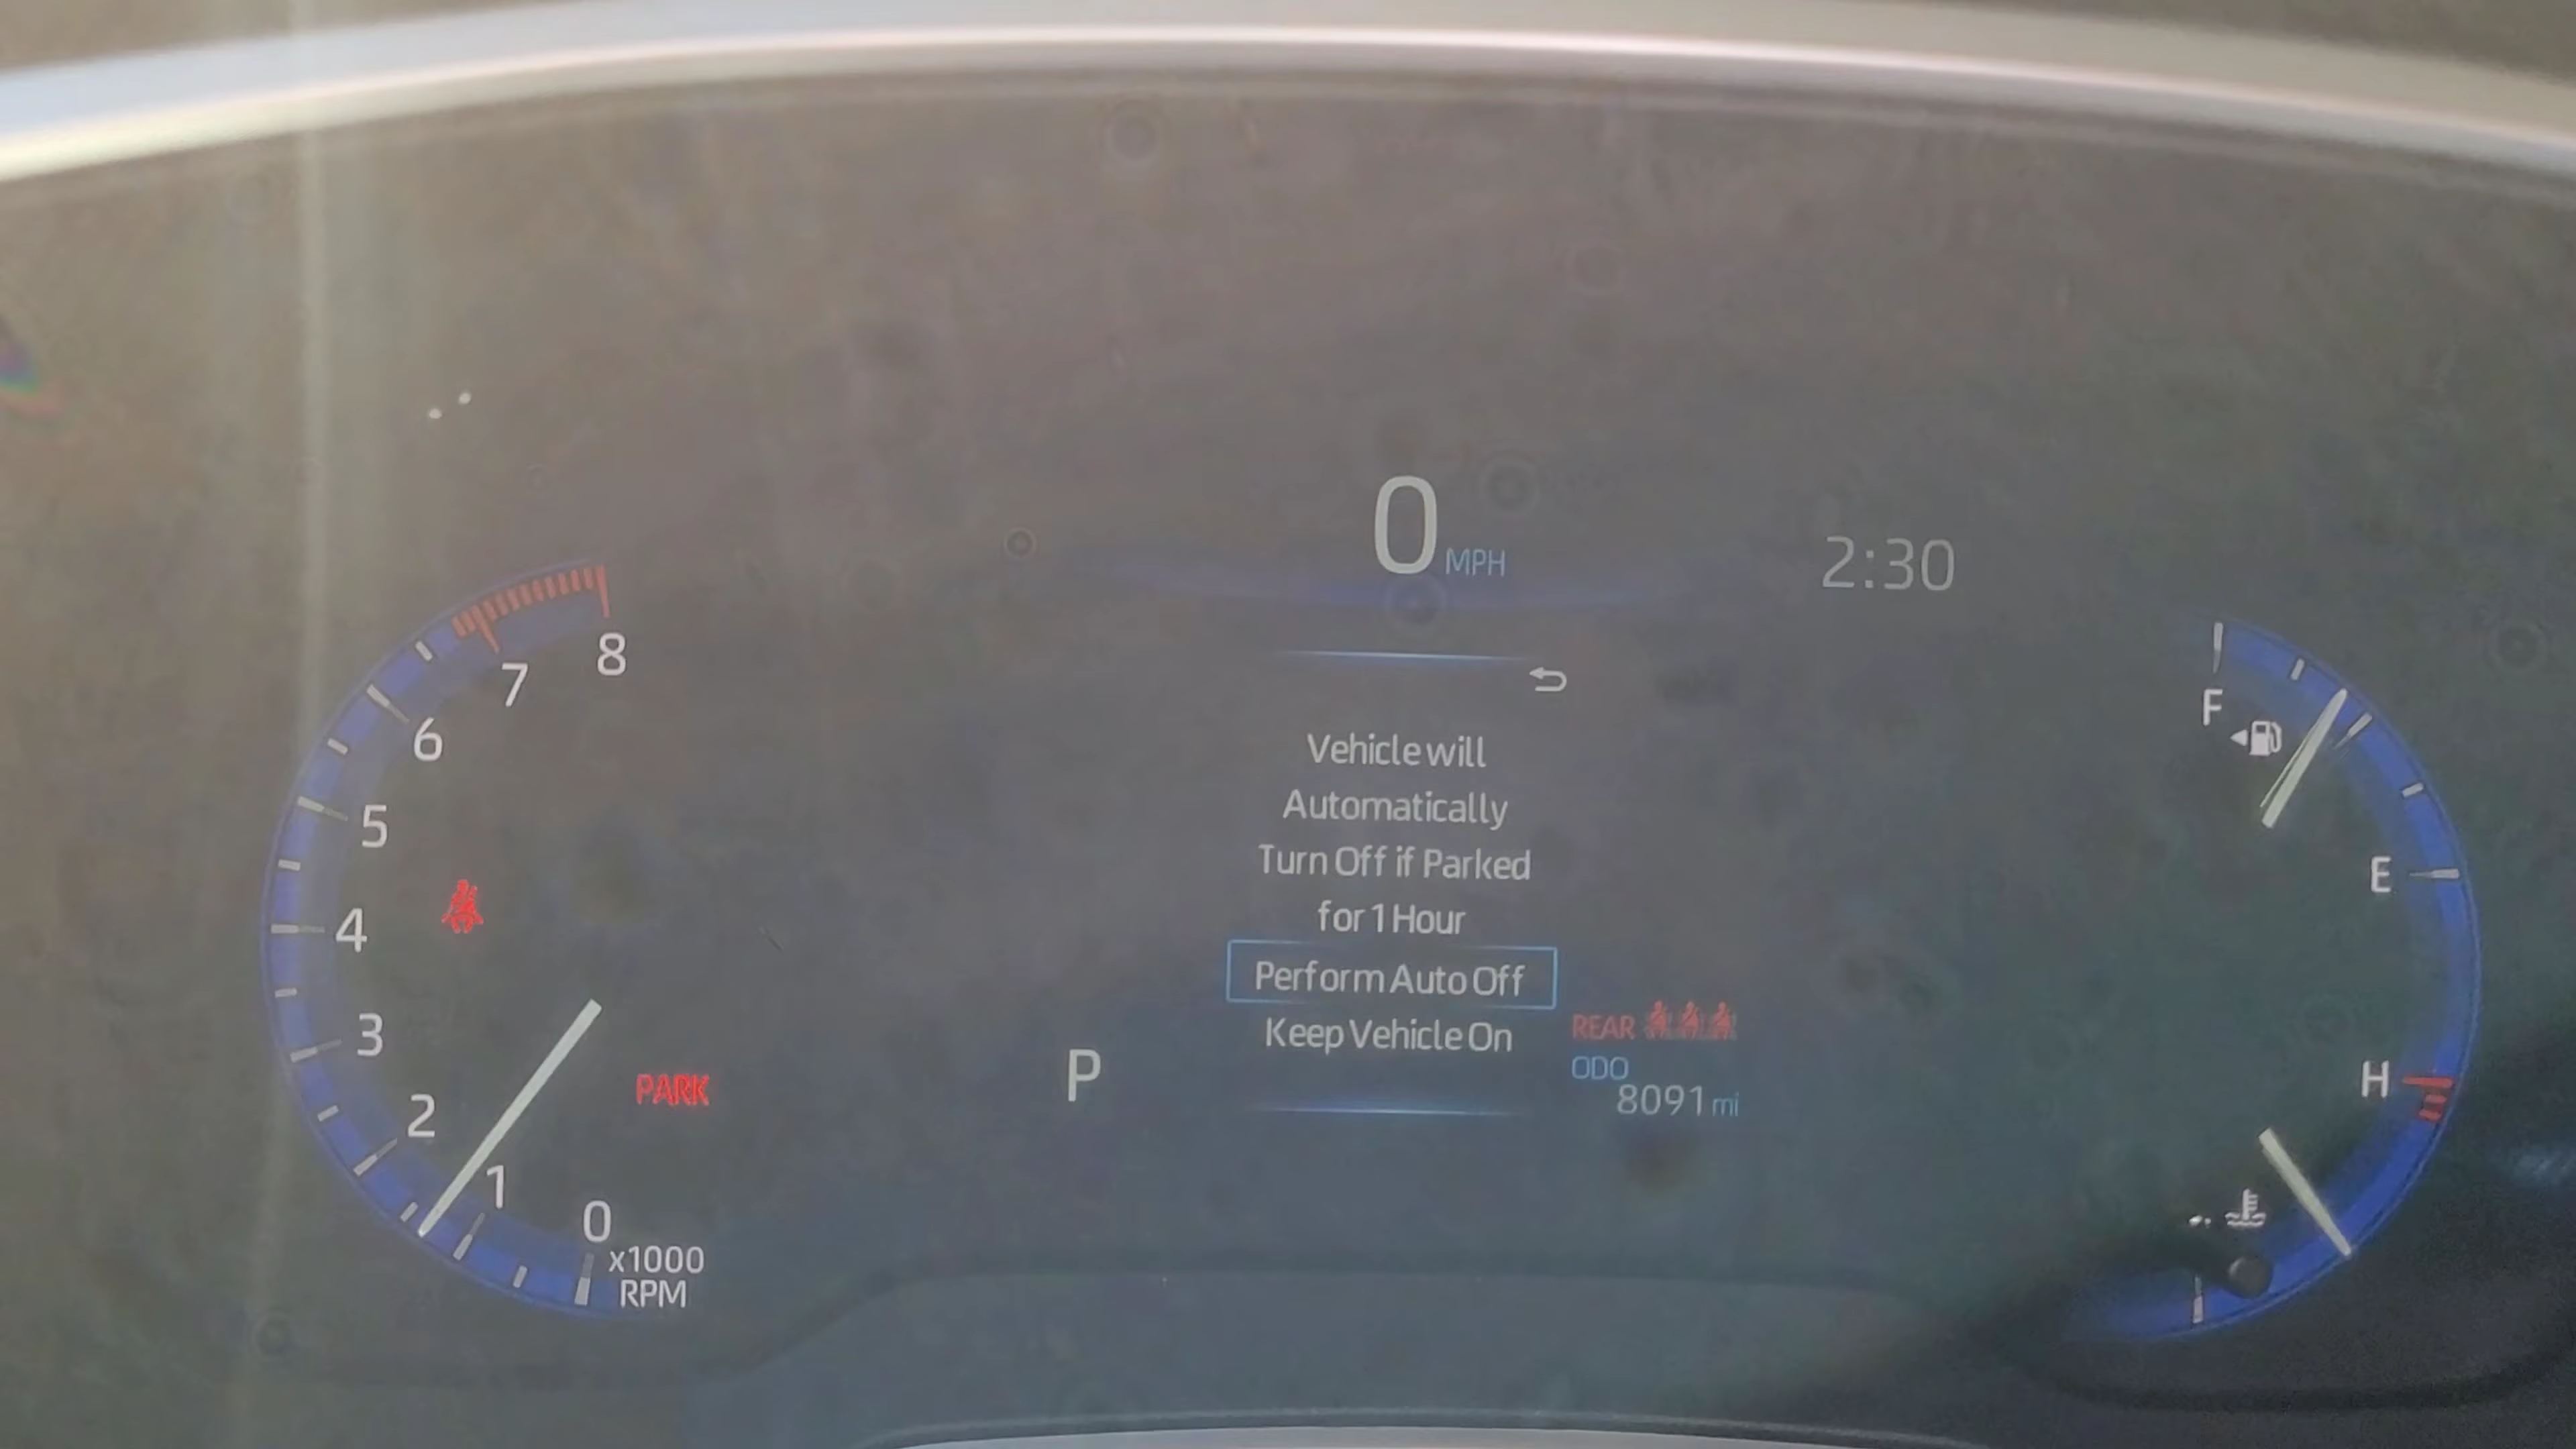 0 MPH
2:30
8
7
6
5
4
3
2
1
0
x1000
RPM
PARK
P
Vehicle will
Automatically
Turn Off if Parked
for 1 Hour
Perform Auto Off
Keep Vehicle On
REAR
ODO
8091 mi
F
E
H